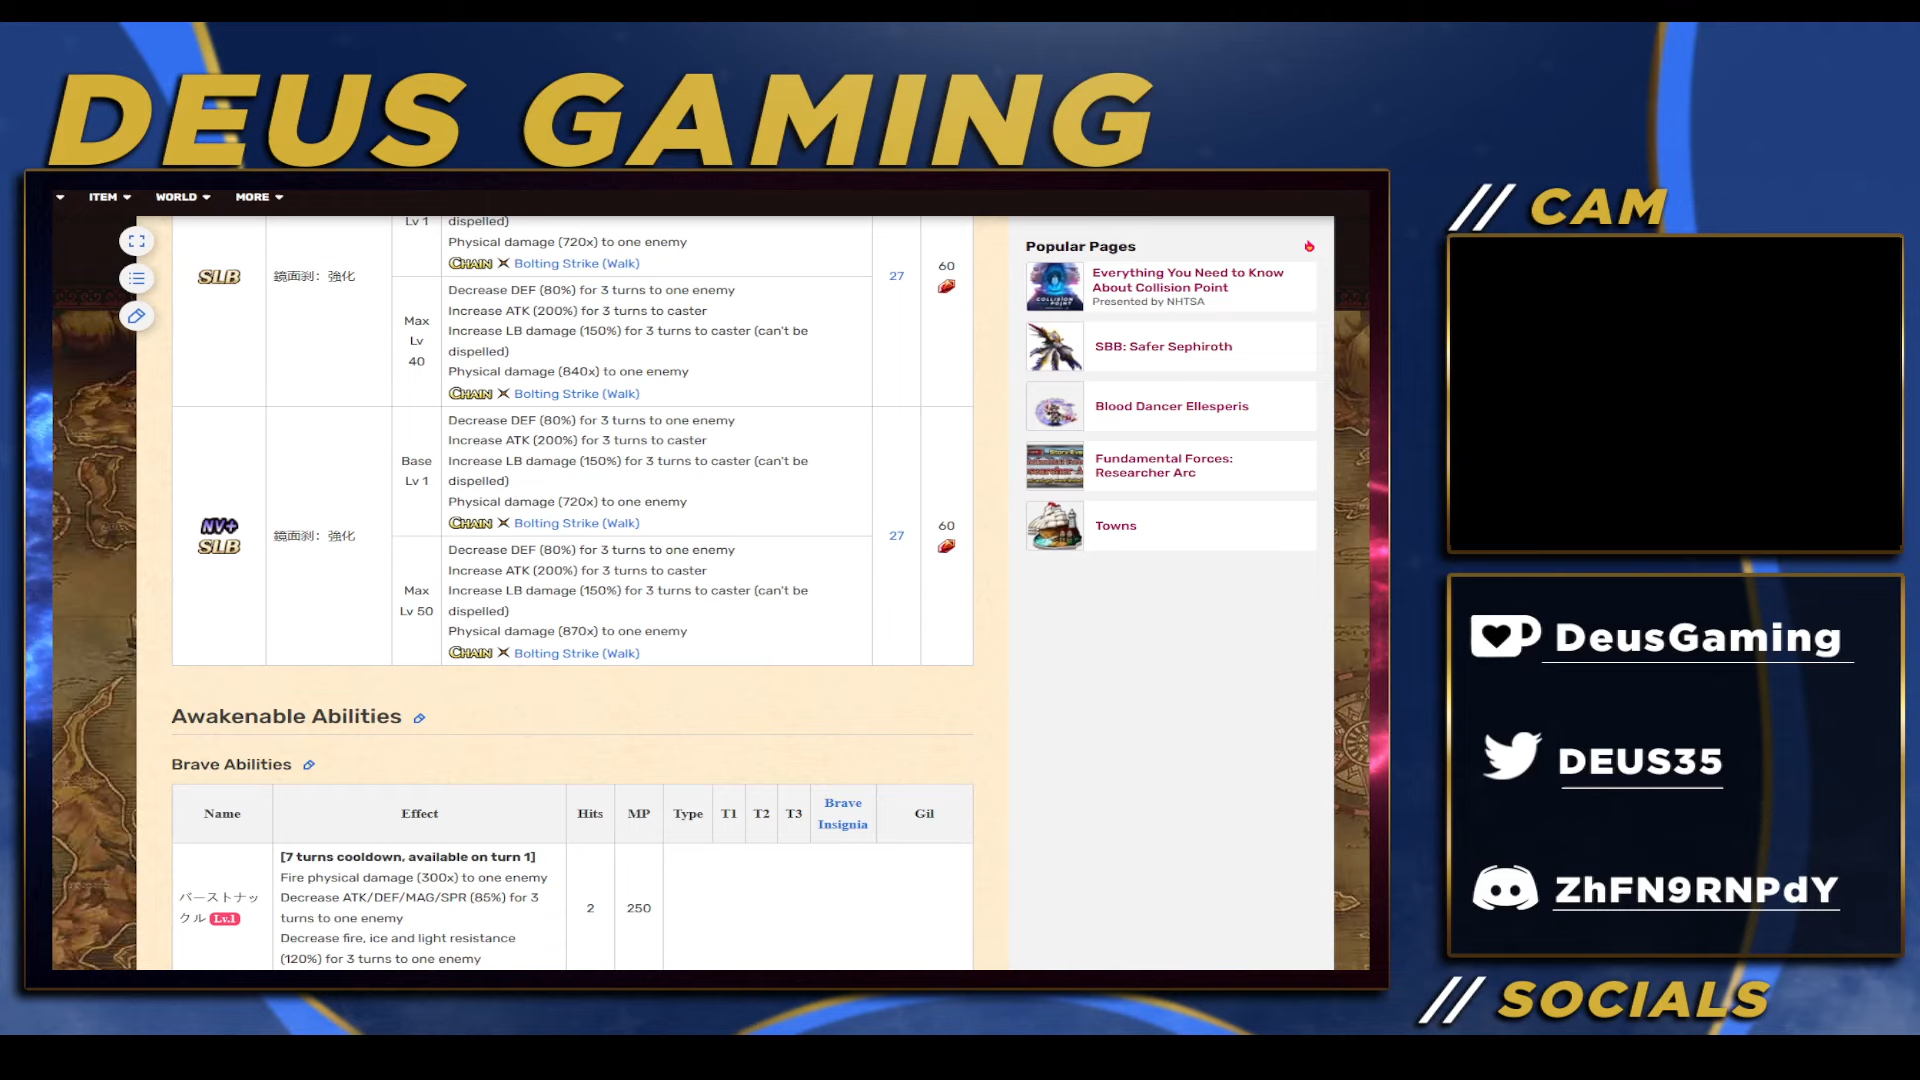 DEUS GAMING
ITEM
WORLD
MORE
Lv 1
dispelled)
Physical damage (720x) to one enemy
CHAIN Bolting Strike (Walk)
SLB
鏡面刹：強化
Max
Lv
40
Decrease DEF (80%) for 3 turns to one enemy
Increase ATK (200%) for 3 turns to caster
Increase LB damage (150%) for 3 turns to caster (can't be
dispelled)
Physical damage (840x) to one enemy
CHAIN Bolting Strike (Walk)
27
60
NV+
SLB
鏡面刹：強化
Base
Lv 1
Decrease DEF (80%) for 3 turns to one enemy
Increase ATK (200%) for 3 turns to caster
Increase LB damage (150%) for 3 turns to caster (can't be
dispelled)
Physical damage (720x) to one enemy
CHAIN Bolting Strike (Walk)
Max
Lv 50
Decrease DEF (80%) for 3 turns to one enemy
Increase ATK (200%) for 3 turns to caster
Increase LB damage (150%) for 3 turns to caster (can't be
dispelled)
Physical damage (870x) to one enemy
CHAIN Bolting Strike (Walk)
27
60
Awakenable Abilities
Brave Abilities
Name
Effect
Hits
MP
Type
T1
T2
T3
Brave
Insignia
Gil
バーストナッ
クル Lv.1
[7 turns cooldown, available on turn 1]
Fire physical damage (300x) to one enemy
Decrease ATK/DEF/MAG/SPR (85%) for 3
turns to one enemy
Decrease fire, ice and light resistance
(120%) for 3 turns to one enemy
2
250
Popular Pages
COLLISION
POINT
Everything You Need to Know
About Collision Point
Presented by NHTSA
SBB: Safer Sephiroth
Blood Dancer Ellesperis
Fundamental Forces:
Researcher Arc
Towns
// CAM
DeusGaming
DEUS35
ZhFN9RNPdY
// SOCIALS